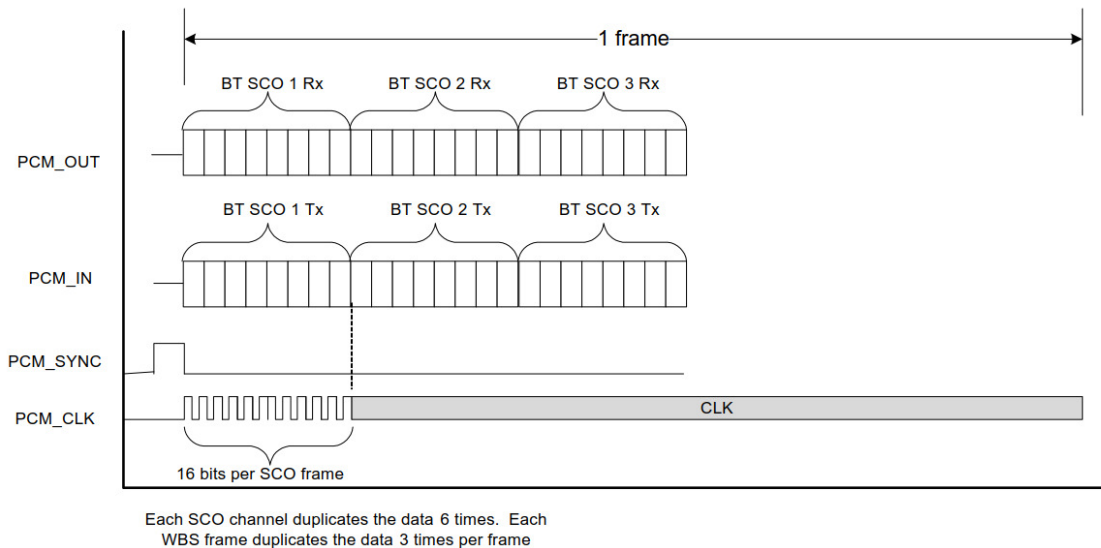 1 frame
BT SCO 1 Rx
BT SCO 2 Rx
BT SCO 3 Rx
PCM_OUT
BT SCO 1 Tx
BT SCO 2 Tx
BT SCO 3 Tx
PCM_IN
PCM_SYNC
PCM_CLK
CLK
16 bits per SCO frame
Each SCO channel duplicates the data 6 times.  Each
WBS frame duplicates the data 3 times per frame